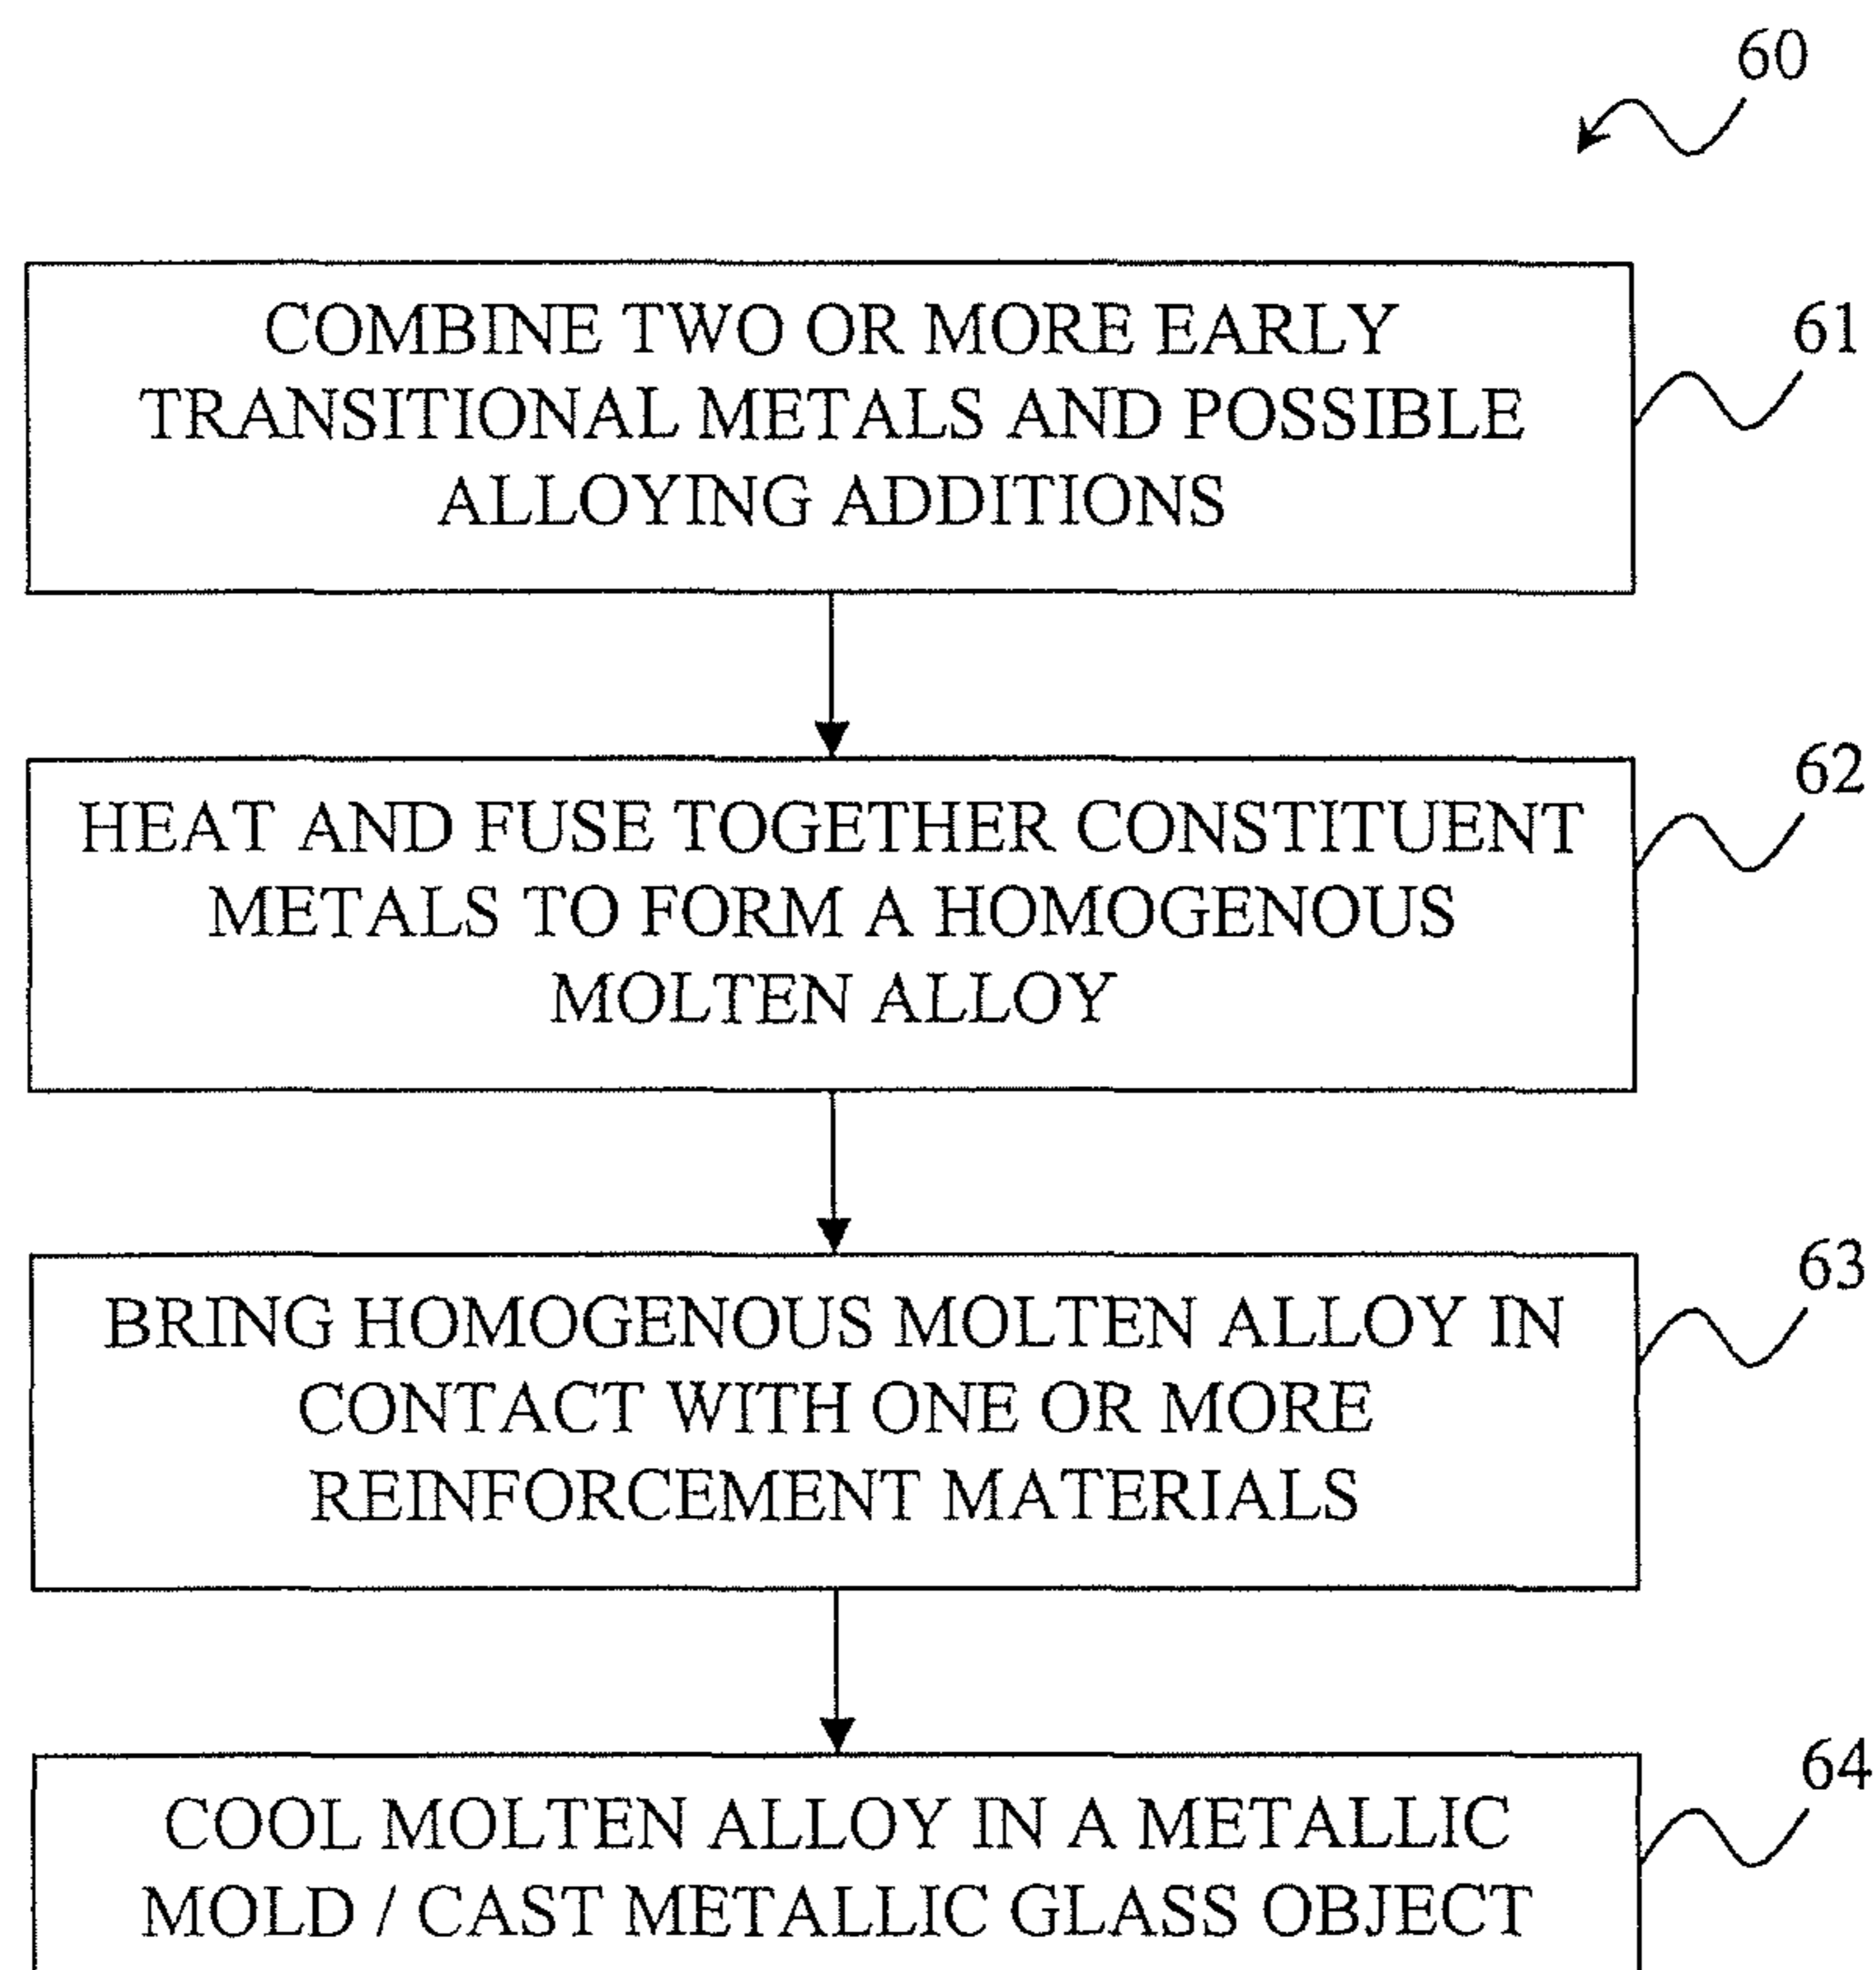 60
COMBINE TWO OR MORE EARLY
TRANSITIONAL METALS AND POSSIBLE
ALLOYING ADDITIONS
61
HEAT AND FUSE TOGETHER CONSTITUENT
METALS TO FORM A HOMOGENOUS
MOLTEN ALLOY
62
BRING HOMOGENOUS MOLTEN ALLOY IN
CONTACT WITH ONE OR MORE
REINFORCEMENT MATERIALS
63
COOL MOLTEN ALLOY IN A METALLIC
MOLD / CAST METALLIC GLASS OBJECT
64